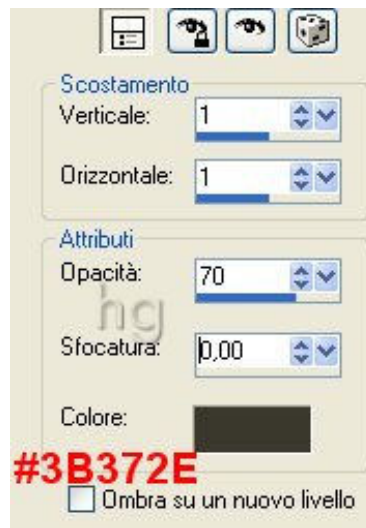 Scostamento
Verticale: 1
Orizzontale: 1
Attributi
Opacità: 70
hg
Sfocatura: 0,00
Colore:
#3B372E
Ombra su un nuovo livello